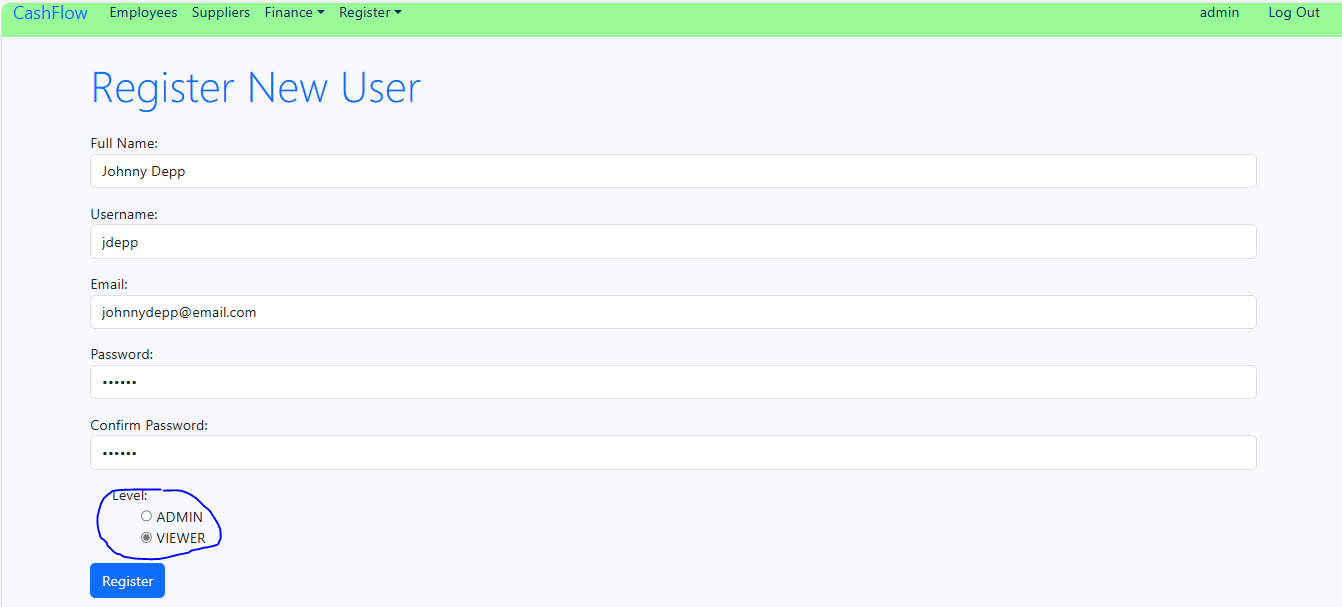 CashFlow Employees Suppliers Finance Register admin Log Out
Register New User
Full Name:
Johnny Depp
Username:
jdepp
Email:
johnnydepp@email.com
Password:
••••••
Confirm Password:
••••••
Level:
ADMIN
VIEWER
Register